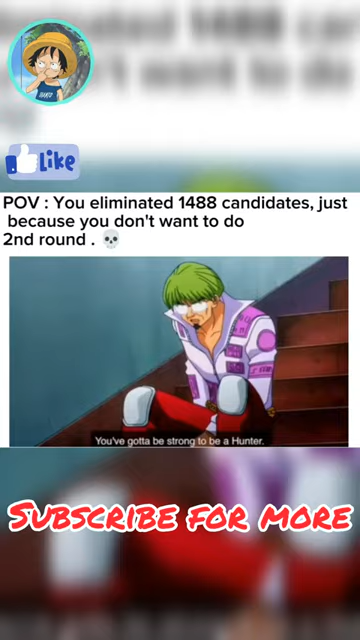 Like
POV : You eliminated 1488 candidates, just
because you don't want to do
2nd round . 💀
You've gotta be strong to be a Hunter.
SUBSCRIBE FOR MORE